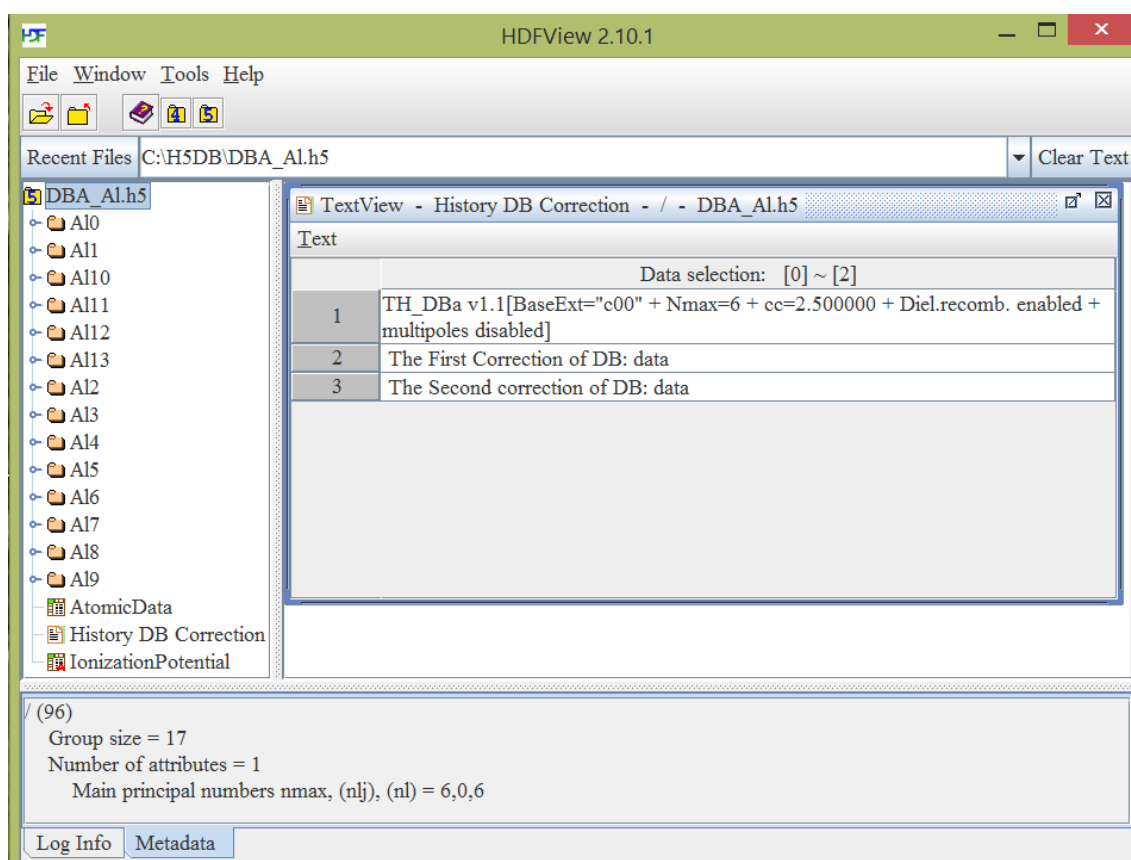 HDF
HDFView 2.10.1
File Window Tools Help
4 5
Recent Files C:\H5DB\DBA_Al.h5 Clear Text
5 DBA_Al.h5
Al0
Al1
Al10
Al11
Al12
Al13
Al2
Al3
Al4
Al5
Al6
Al7
Al8
Al9
AtomicData
History DB Correction
IonizationPotential
TextView - History DB Correction - / - DBA_Al.h5
Text
Data selection: [0] ~ [2]
1 TH_DBa v1.1[BaseExt="c00" + Nmax=6 + cc=2.500000 + Diel.recomb. enabled +
multipoles disabled]
2 The First Correction of DB: data
3 The Second correction of DB: data
/ (96)
Group size = 17
Number of attributes = 1
Main principal numbers nmax, (nlj), (nl) = 6,0,6
Log Info Metadata